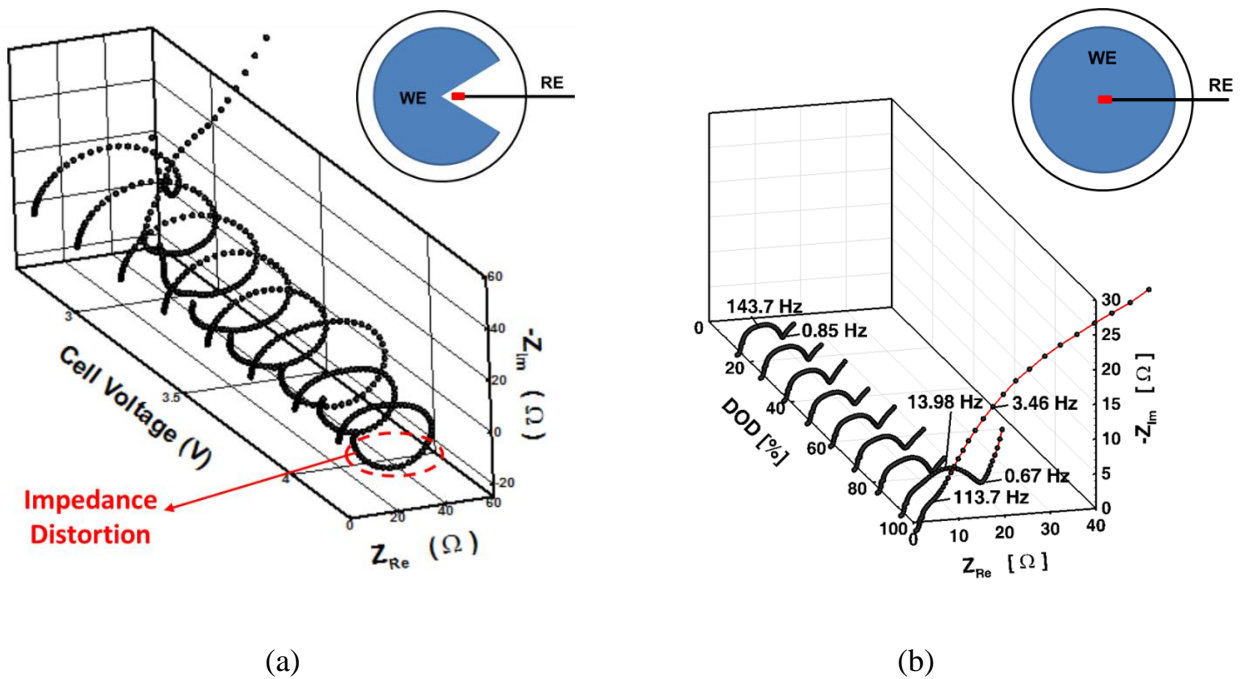 WE
RE
60
40
20
0
-20
-Z_Im (Ω)
3
3.5
4
Cell Voltage (V)
0
20
40
60
Z_Re (Ω)
Impedance
Distortion
(a)
WE
RE
143.7 Hz
0.85 Hz
13.98 Hz
3.46 Hz
0.67 Hz
113.7 Hz
0
20
40
60
80
100
DOD [%]
30
25
20
15
10
5
0
-Z_Im [Ω]
0
10
20
30
40
Z_Re [Ω]
(b)